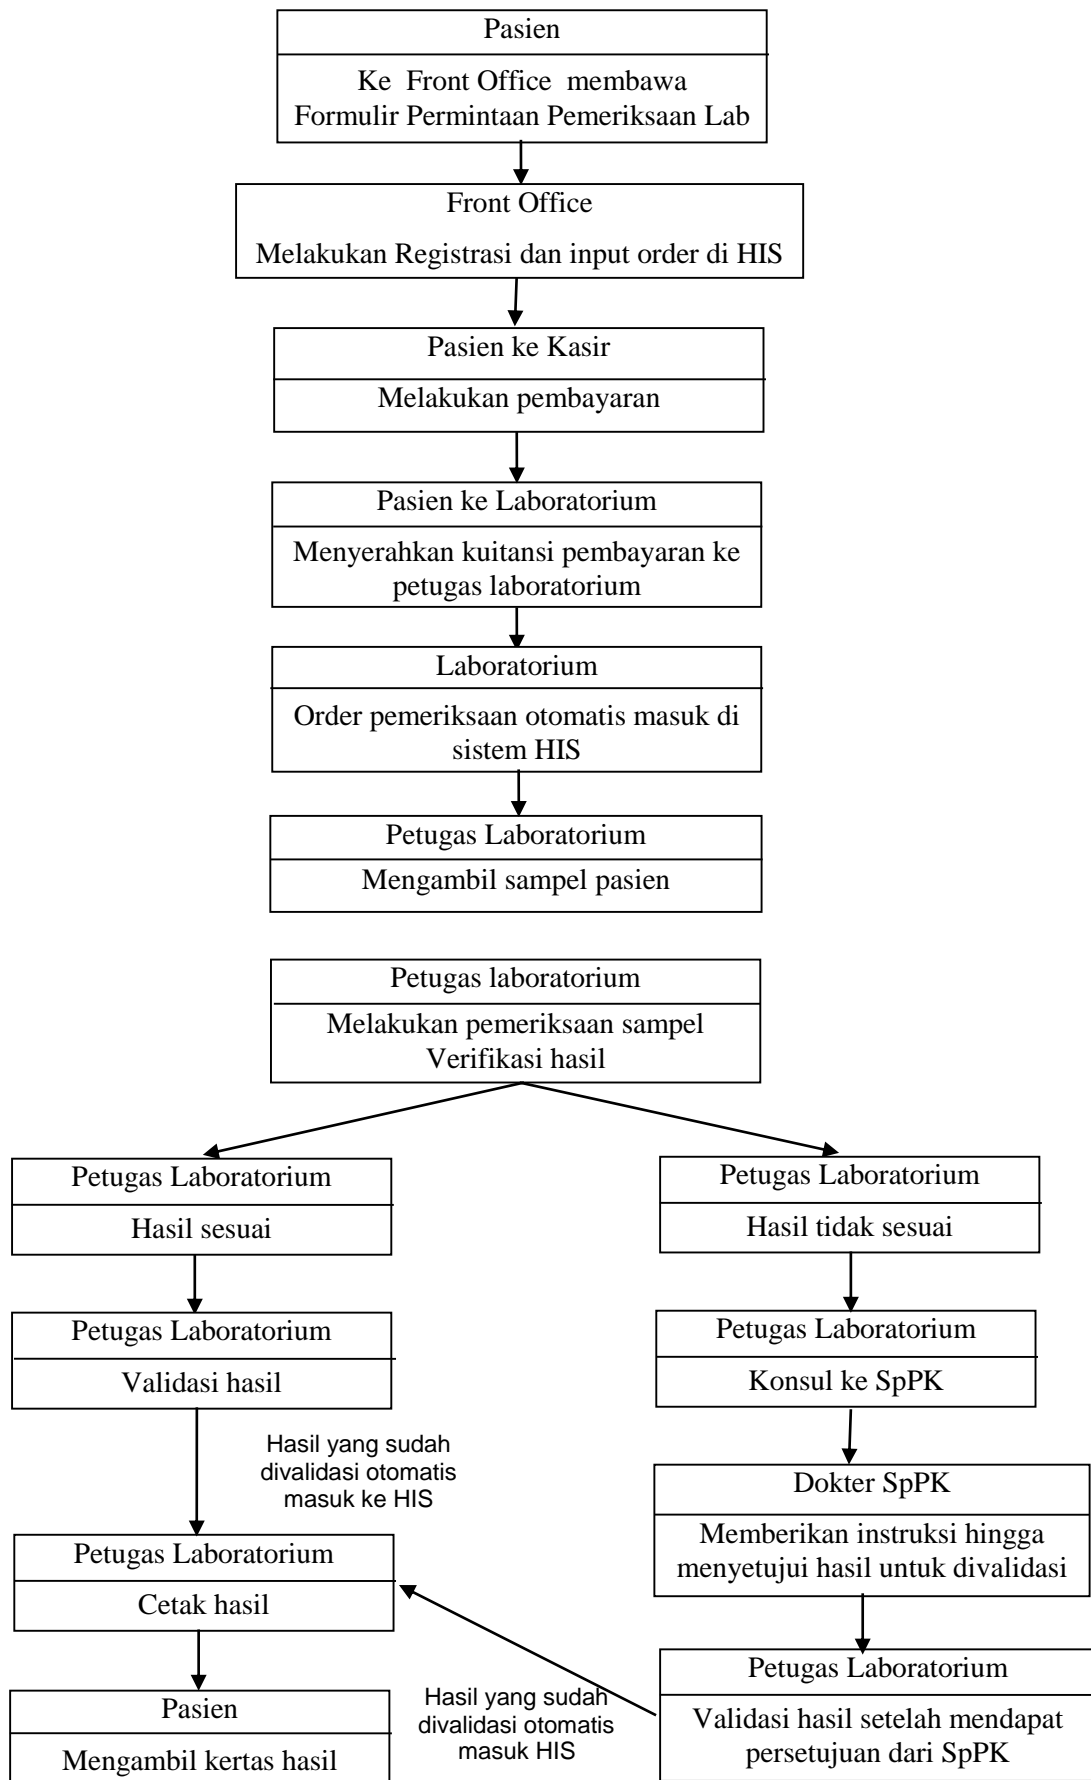 Pasien
Ke Front Office membawa
Formulir Permintaan Pemeriksaan Lab
Front Office
Melakukan Registrasi dan input order di HIS
Pasien ke Kasir
Melakukan pembayaran
Pasien ke Laboratorium
Menyerahkan kuitansi pembayaran ke
petugas laboratorium
Laboratorium
Order pemeriksaan otomatis masuk di
sistem HIS
Petugas Laboratorium
Mengambil sampel pasien
Petugas laboratorium
Melakukan pemeriksaan sampel
Verifikasi hasil
Petugas Laboratorium
Hasil sesuai
Petugas Laboratorium
Hasil tidak sesuai
Petugas Laboratorium
Validasi hasil
Petugas Laboratorium
Konsul ke SpPK
Hasil yang sudah
divalidasi otomatis
masuk ke HIS
Dokter SpPK
Memberikan instruksi hingga
menyetujui hasil untuk divalidasi
Petugas Laboratorium
Cetak hasil
Petugas Laboratorium
Validasi hasil setelah mendapat
persetujuan dari SpPK
Hasil yang sudah
divalidasi otomatis
masuk HIS
Pasien
Mengambil kertas hasil